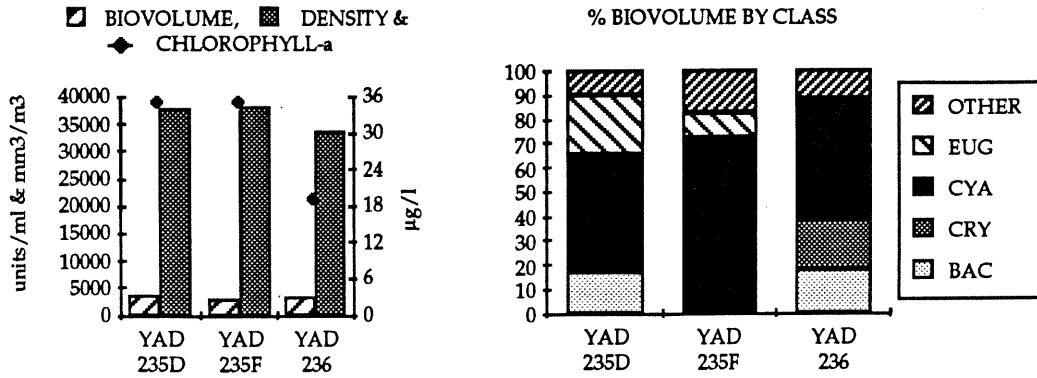 BIOVOLUME, DENSITY &
CHLOROPHYLL-a
units/ml & mm3/m3
40000
35000
30000
25000
20000
15000
10000
5000
0
36
30
24
18
12
6
0
µg/l
YAD 235D
YAD 235F
YAD 236
% BIOVOLUME BY CLASS
100
90
80
70
60
50
40
30
20
10
0
YAD 235D
YAD 235F
YAD 236
OTHER
EUG
CYA
CRY
BAC